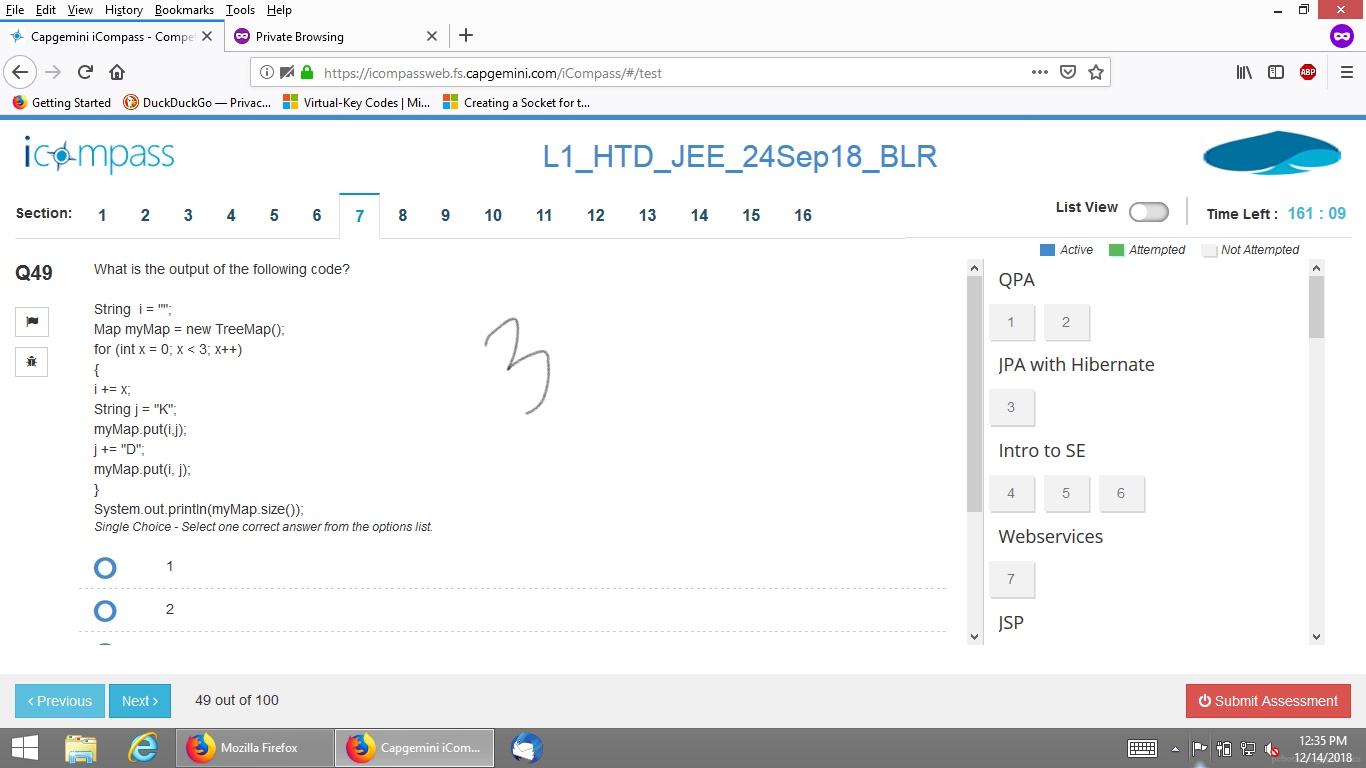 File Edit View History Bookmarks Tools Help
Capgemini iCompass - Compe
Private Browsing
https://icompassweb.fs.capgemini.com/iCompass/#/test
ABP
Getting Started
DuckDuckGo — Privac...
Virtual-Key Codes | Mi...
Creating a Socket for t...
icompass
L1_HTD_JEE_24Sep18_BLR
Section: 1 2 3 4 5 6 7 8 9 10 11 12 13 14 15 16
List View
Time Left : 161 : 09
Active Attempted Not Attempted
Q49
What is the output of the following code?
String i = "";
Map myMap = new TreeMap();
for (int x = 0; x < 3; x++)
{
i += x;
String j = "K";
myMap.put(i,j);
j += "D";
myMap.put(i, j);
}
System.out.println(myMap.size());
Single Choice - Select one correct answer from the options list.
1
2
3
QPA
1 2
JPA with Hibernate
3
Intro to SE
4 5 6
Webservices
7
JSP
‹ Previous
Next ›
49 out of 100
Submit Assessment
Mozilla Firefox
Capgemini iCom...
12:35 PM
12/14/2018